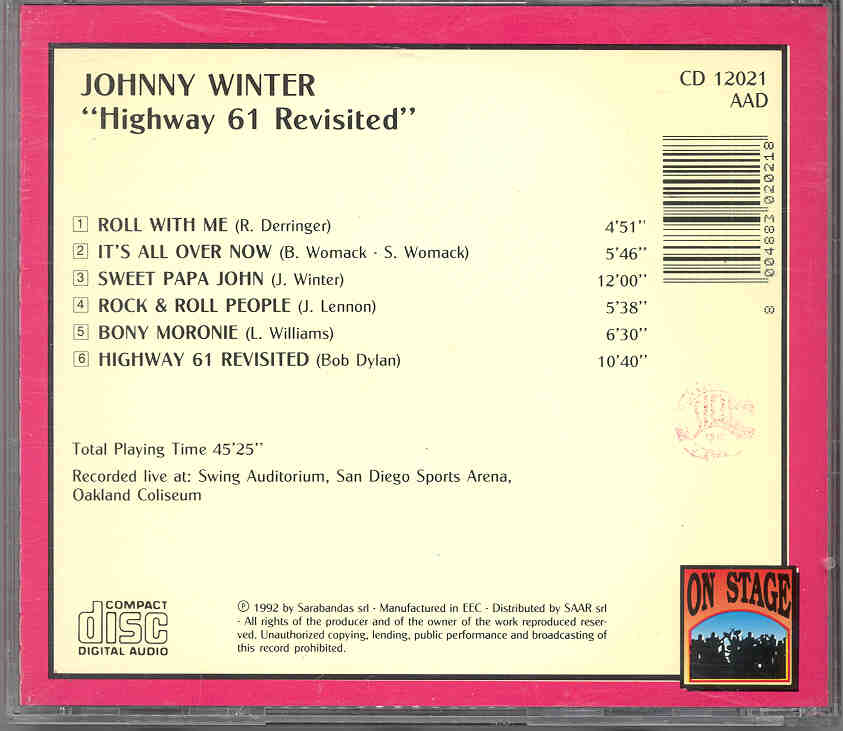 JOHNNY WINTER
“Highway 61 Revisited”
CD 12021
AAD
8 004883 020218
1 ROLL WITH ME (R. Derringer) 4'51''
2 IT'S ALL OVER NOW (B. Womack · S. Womack) 5'46''
3 SWEET PAPA JOHN (J. Winter) 12'00''
4 ROCK & ROLL PEOPLE (J. Lennon) 5'38''
5 BONY MORONIE (L. Williams) 6'30''
6 HIGHWAY 61 REVISITED (Bob Dylan) 10'40''
Total Playing Time 45'25''
Recorded live at: Swing Auditorium, San Diego Sports Arena,
Oakland Coliseum
COMPACT
disc
DIGITAL AUDIO
℗ 1992 by Sarabandas srl · Manufactured in EEC · Distributed by SAAR srl
· All rights of the producer and of the owner of the work reproduced reser-
ved. Unauthorized copying, lending, public performance and broadcasting of
this record prohibited.
ON STAGE